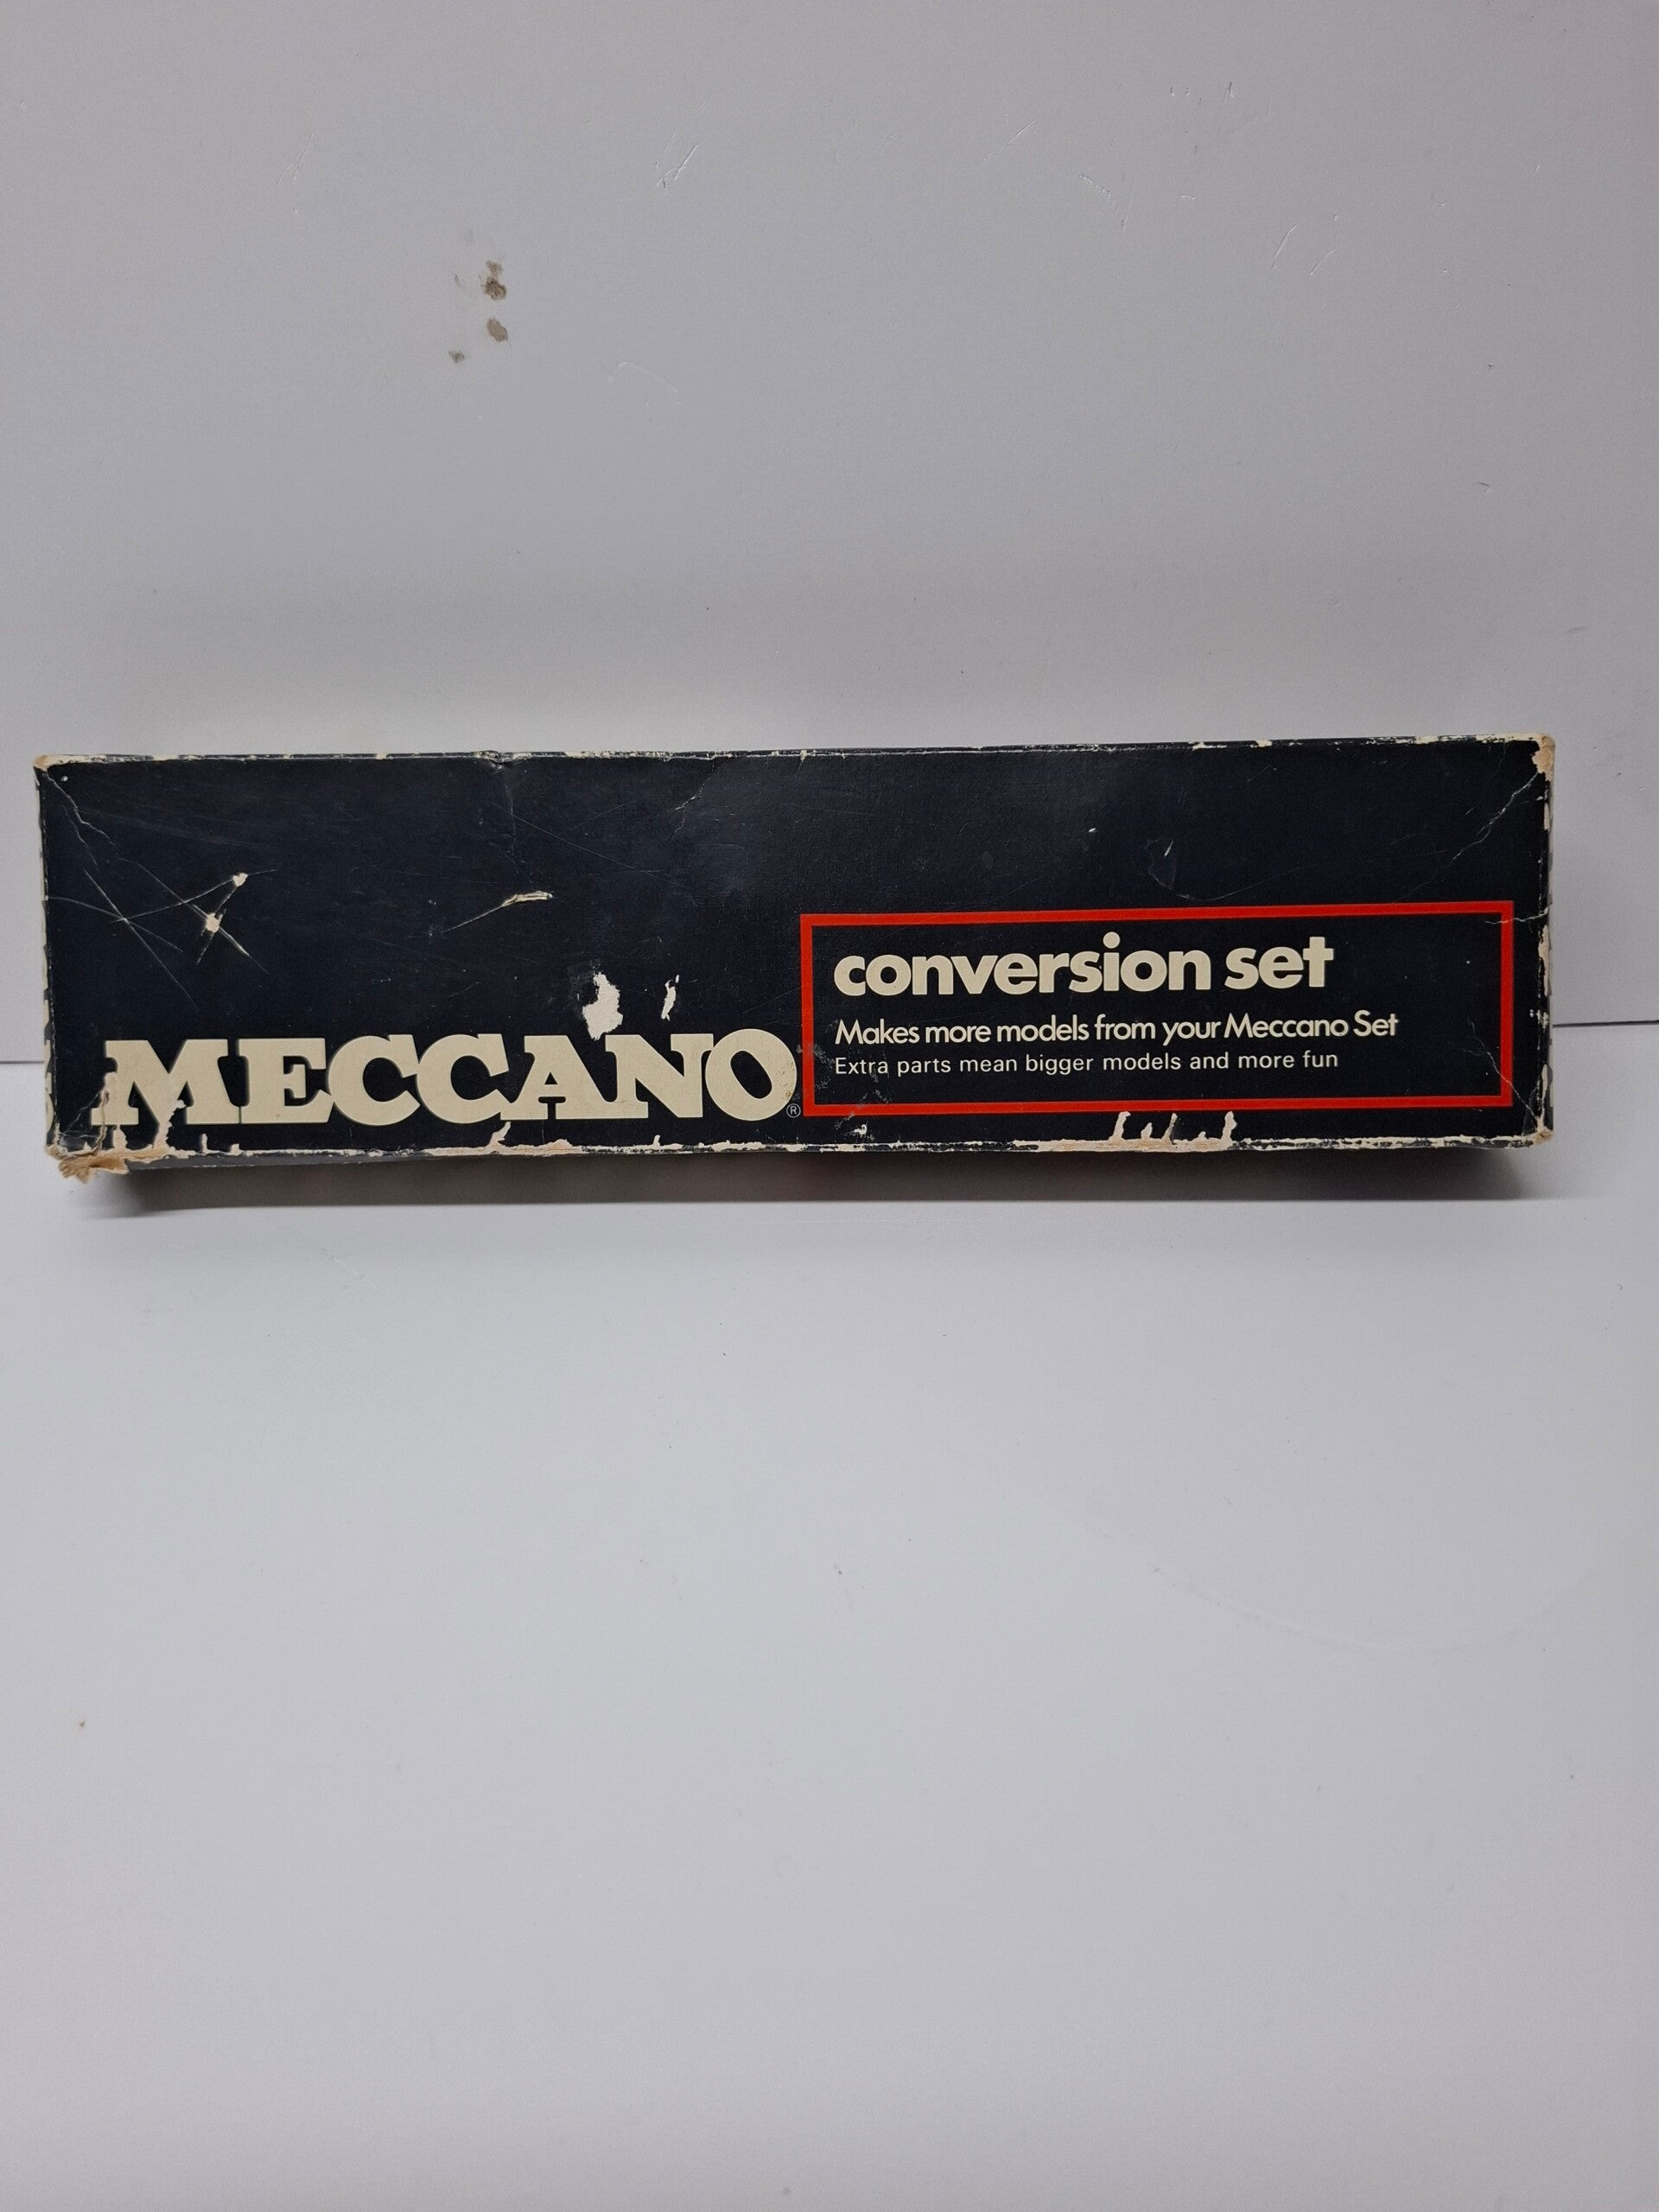 MECCANO®
conversion set
Makes more models from your Meccano Set
Extra parts mean bigger models and more fun